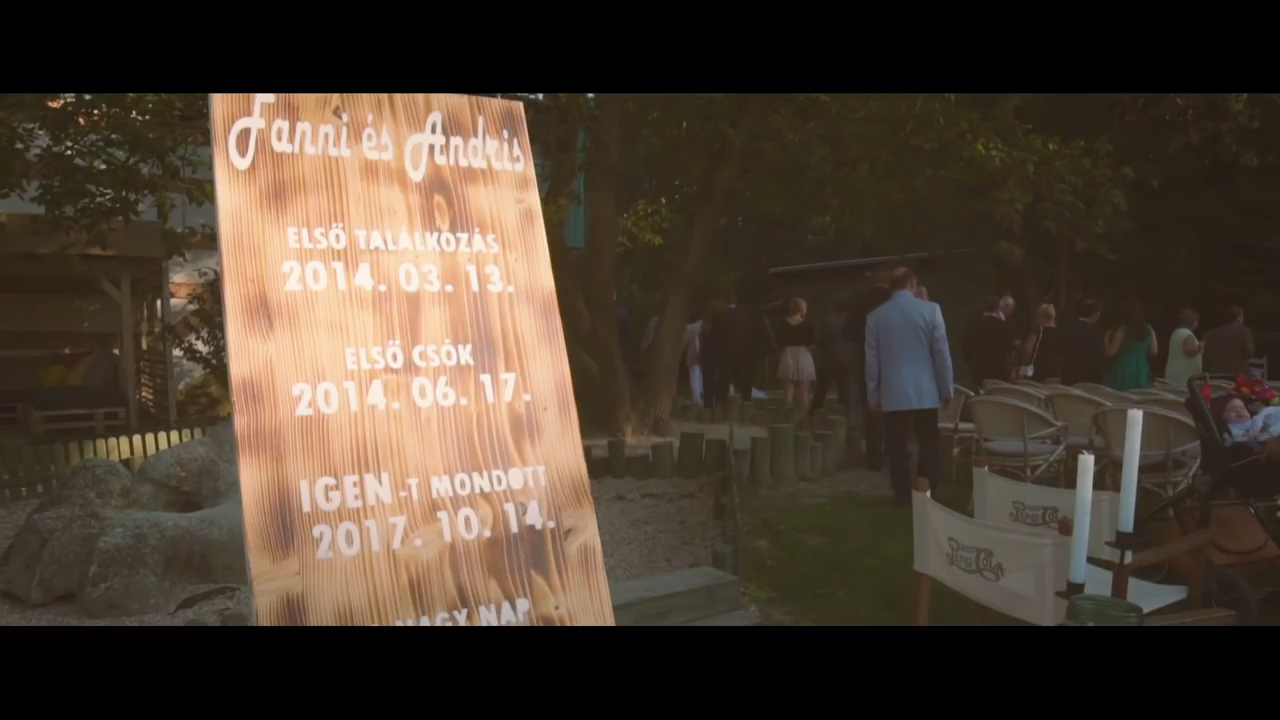 Fanni és Andris
ELSŐ TALÁLKOZÁS
2014. 03. 13.
ELSŐ CSÓK
2014. 06. 17.
IGEN-T MONDOTT
2017. 10. 14.
NAGY NAP
PEPSI-COLA
PEPSI-COLA